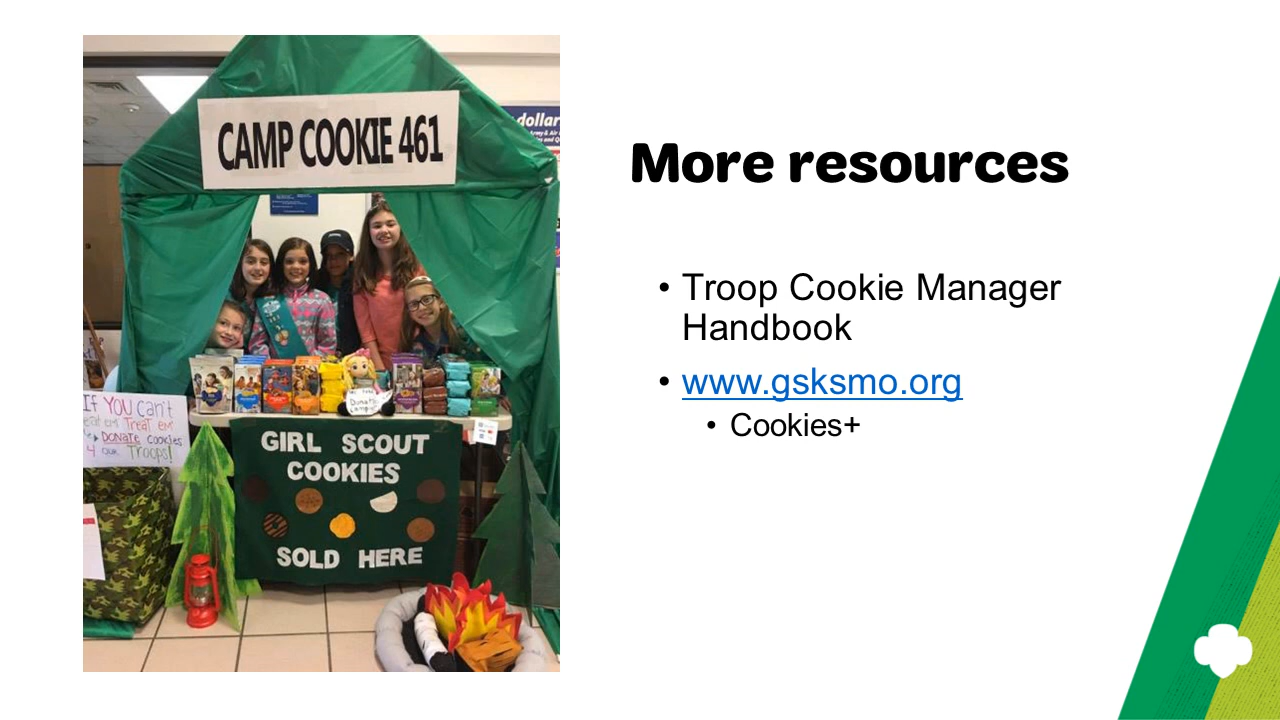 CAMP COOKIE 461
dollar
If YOU can't
eat em Treat em
DONATE Cookies
4 our Troops!
GIRL SCOUT
COOKIES
SOLD HERE
More resources
• Troop Cookie Manager
Handbook
• www.gsksmo.org
• Cookies+